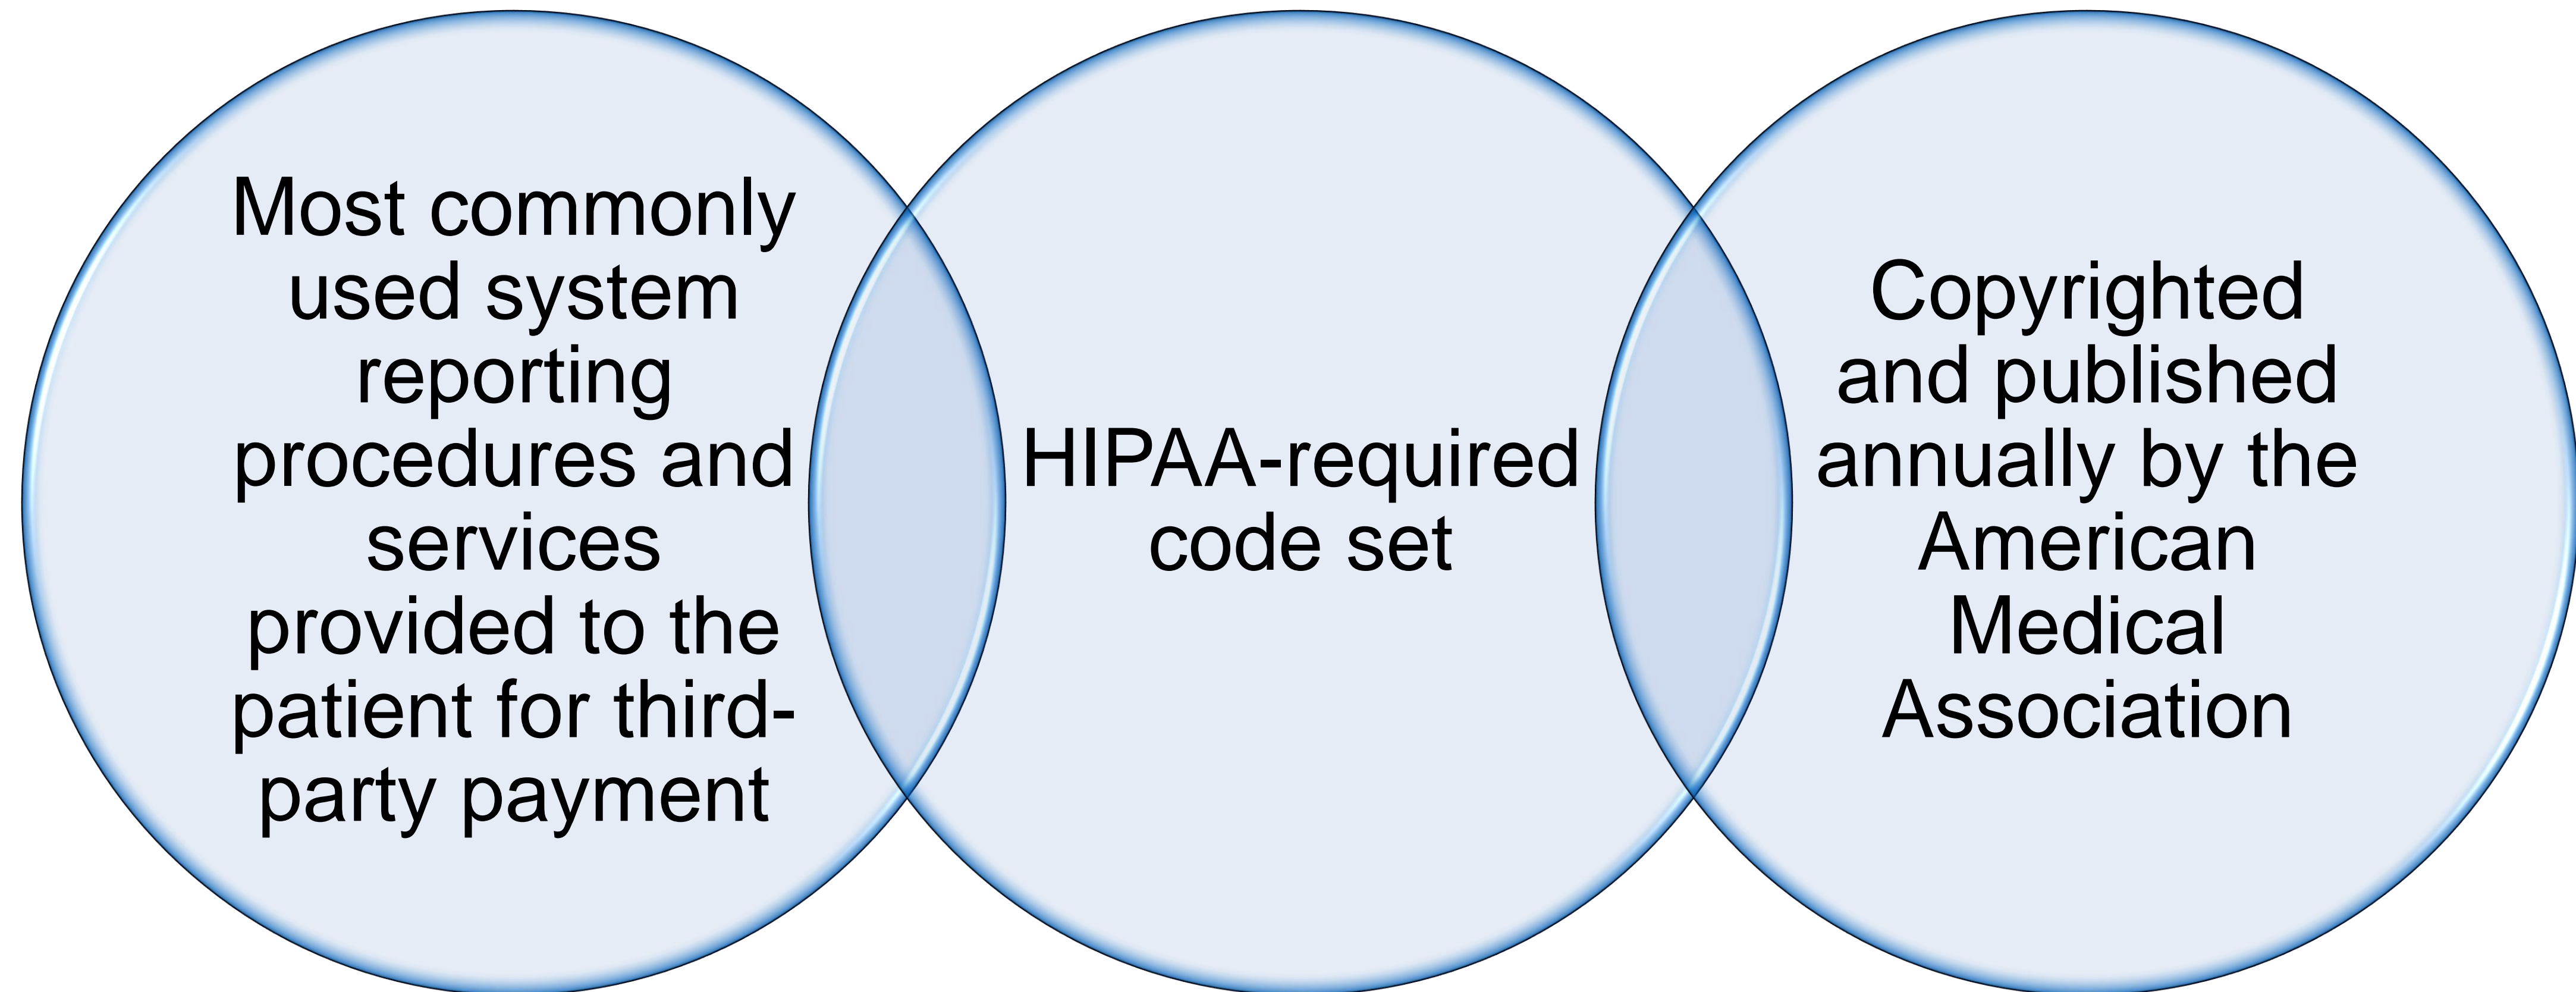 Most commonly
used system
reporting
procedures and
services
provided to the
patient for third-
party payment
HIPAA-required
code set
Copyrighted
and published
annually by the
American
Medical
Association